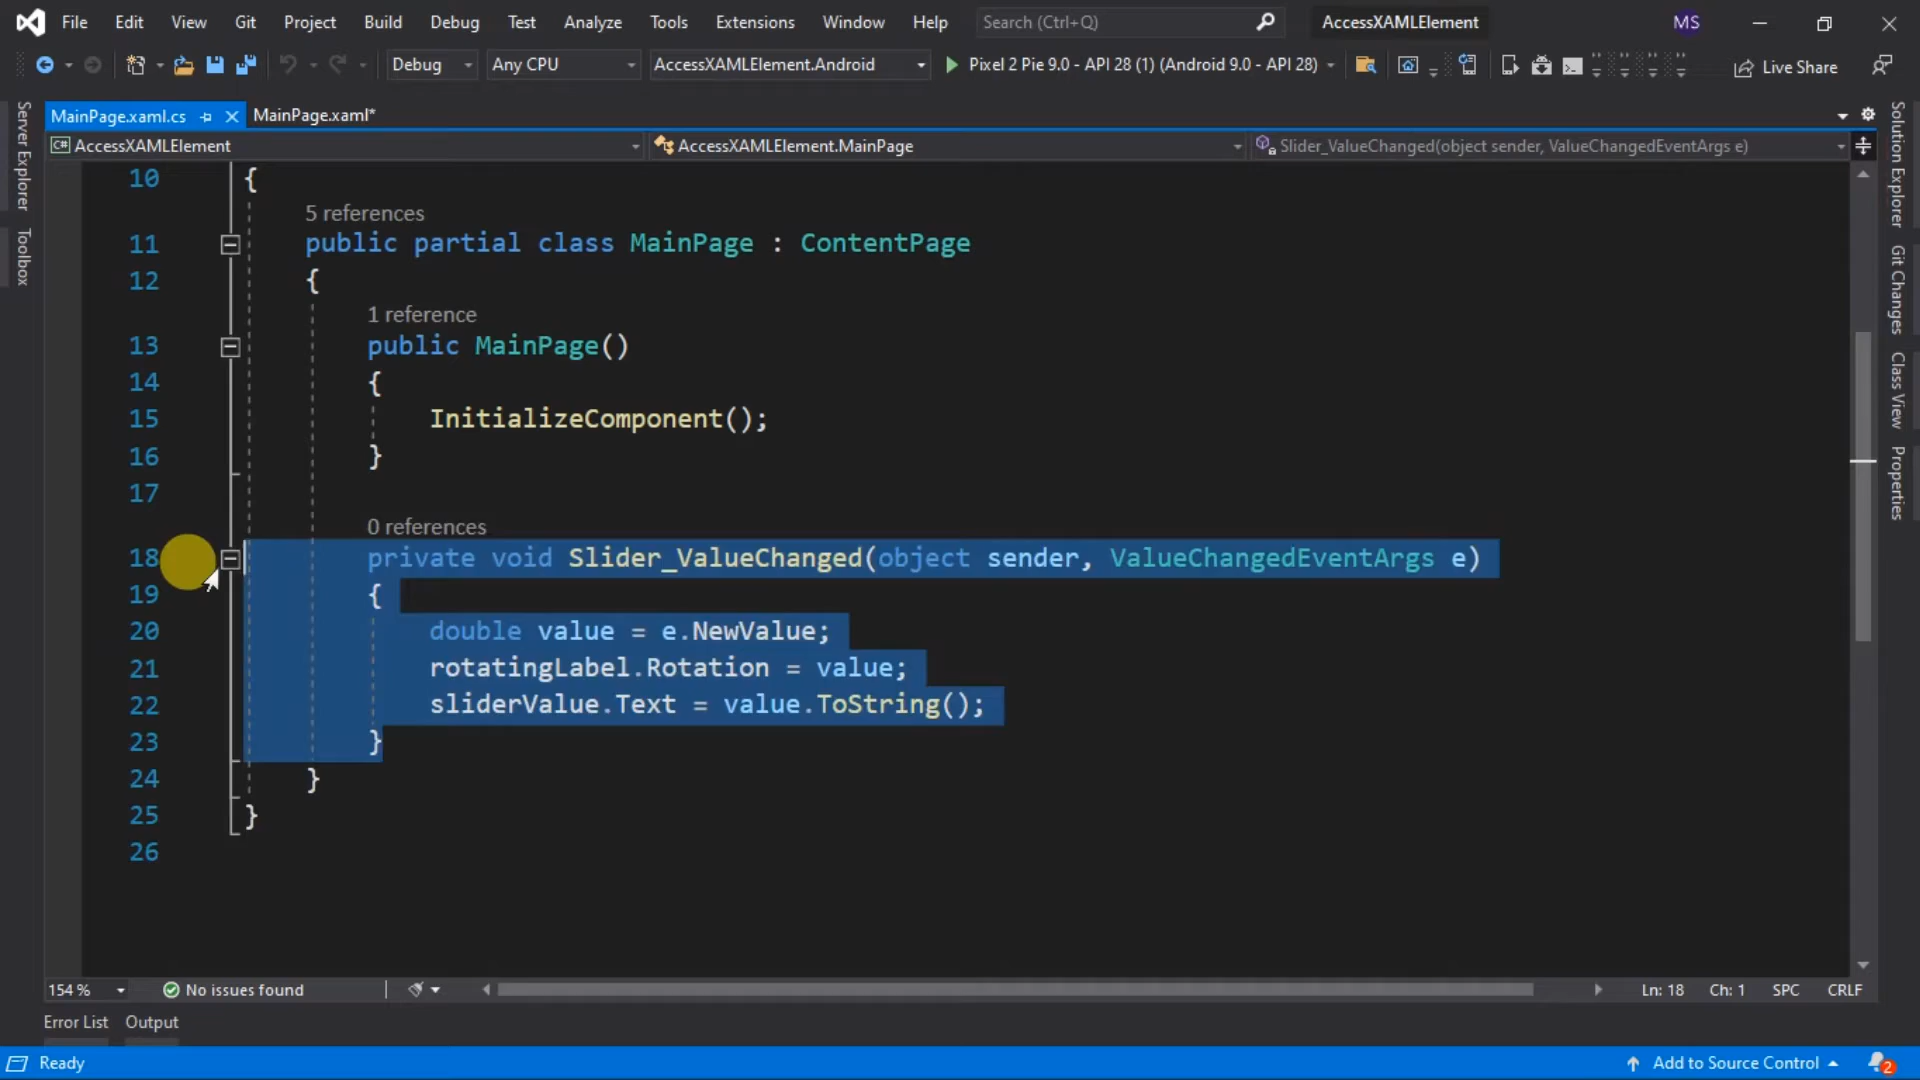 File Edit View Git Project Build Debug Test Analyze Tools Extensions Window Help Search (Ctrl+Q) AccessXAMLElement MS
Debug Any CPU AccessXAMLElement.Android Pixel 2 Pie 9.0 - API 28 (1) (Android 9.0 - API 28) Live Share
Server Explorer
Toolbox
MainPage.xaml.cs MainPage.xaml*
C# AccessXAMLElement AccessXAMLElement.MainPage Slider_ValueChanged(object sender, ValueChangedEventArgs e)
10 {
5 references
11 public partial class MainPage : ContentPage
12 {
1 reference
13 public MainPage()
14 {
15 InitializeComponent();
16 }
17
0 references
18 private void Slider_ValueChanged(object sender, ValueChangedEventArgs e)
19 {
20 double value = e.NewValue;
21 rotatingLabel.Rotation = value;
22 sliderValue.Text = value.ToString();
23 }
24 }
25 }
26
Solution Explorer
Git Changes
Class View
Properties
154 % No issues found Ln: 18 Ch: 1 SPC CRLF
Error List Output
Ready Add to Source Control 2